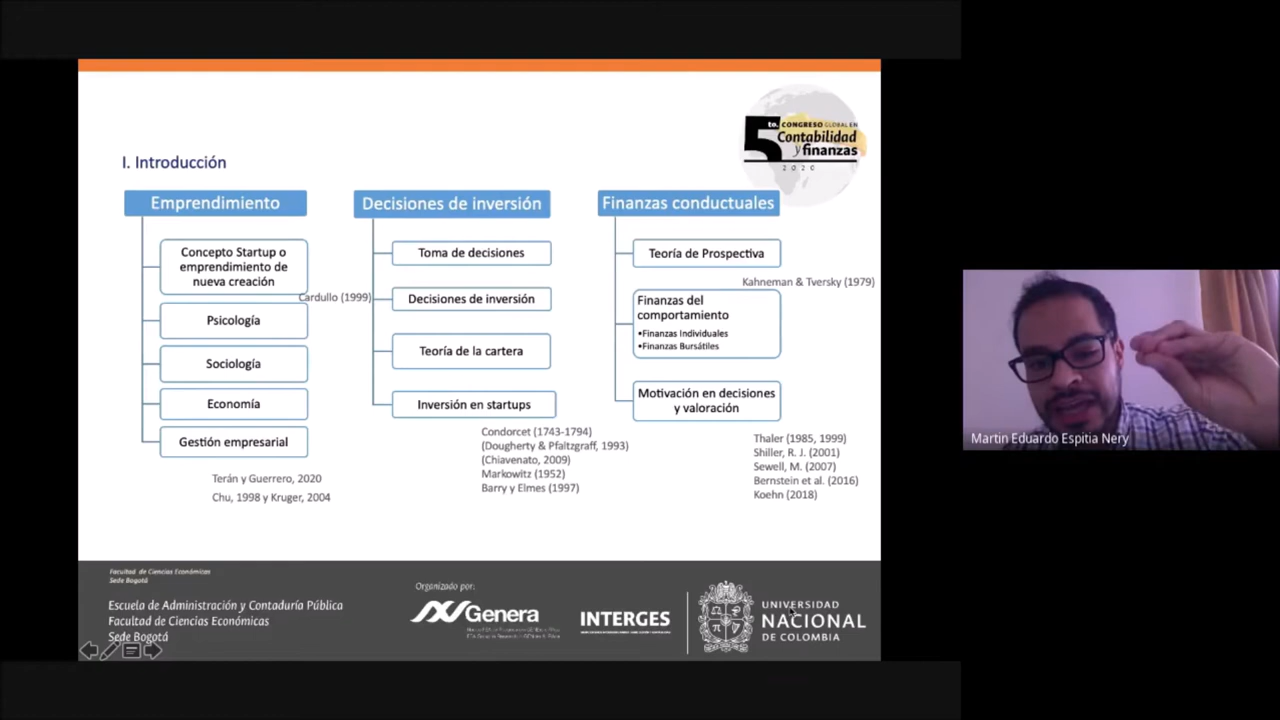 5to. CONGRESO GLOBAL EN
Contabilidad
y finanzas
2020
I. Introducción
Emprendimiento
Concepto Startup o
emprendimiento de
nueva creación
Cardullo (1999)
Psicología
Sociología
Economía
Gestión empresarial
Terán y Guerrero, 2020
Chu, 1998 y Kruger, 2004
Decisiones de inversión
Toma de decisiones
Decisiones de inversión
Teoría de la cartera
Inversión en startups
Condorcet (1743-1794)
(Dougherty & Pfaltzgraff, 1993)
(Chiavenato, 2009)
Markowitz (1952)
Barry y Elmes (1997)
Finanzas conductuales
Teoría de Prospectiva
Kahneman & Tversky (1979)
Finanzas del
comportamiento
•Finanzas Individuales
•Finanzas Bursátiles
Motivación en decisiones
y valoración
Thaler (1985, 1999)
Shiller, R. J. (2001)
Sewell, M. (2007)
Bernstein et al. (2016)
Koehn (2018)
Martin Eduardo Espitia Nery
Facultad de Ciencias Económicas
Sede Bogotá
Escuela de Administración y Contaduría Pública
Facultad de Ciencias Económicas
Sede Bogotá
Organizado por:
Genera
INTERGES
UNIVERSIDAD
NACIONAL
DE COLOMBIA